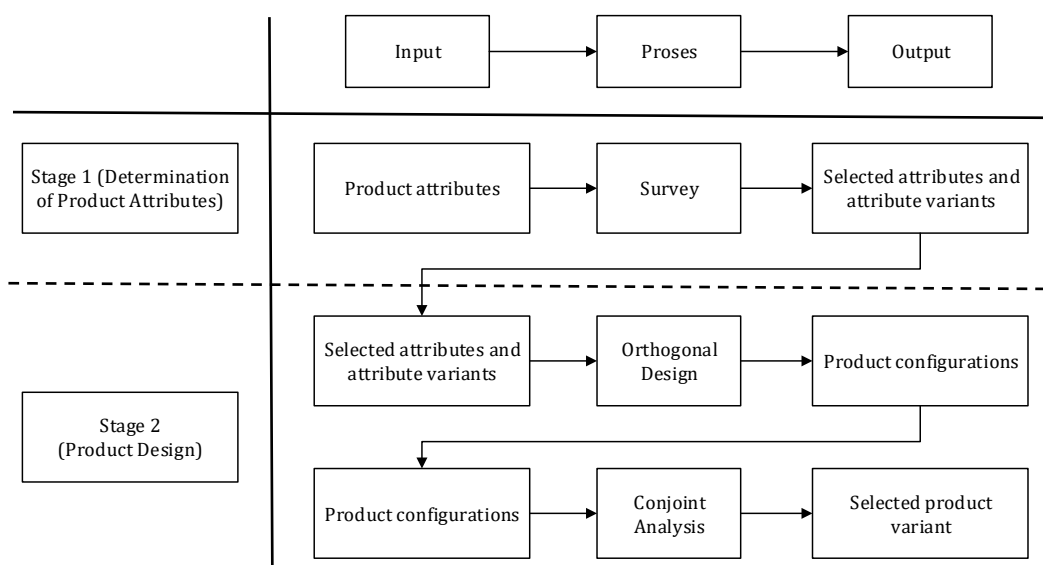 Input
Proses
Output
Stage 1 (Determination
of Product Attributes)
Product attributes
Survey
Selected attributes and
attribute variants
Selected attributes and
attribute variants
Orthogonal
Design
Product configurations
Stage 2
(Product Design)
Product configurations
Conjoint
Analysis
Selected product
variant